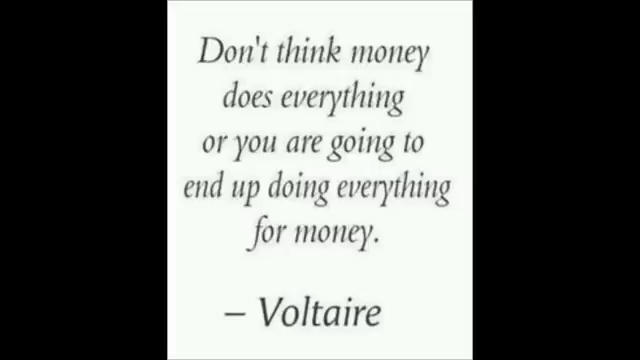 Don't think money
does everything
or you are going to
end up doing everything
for money.
– Voltaire